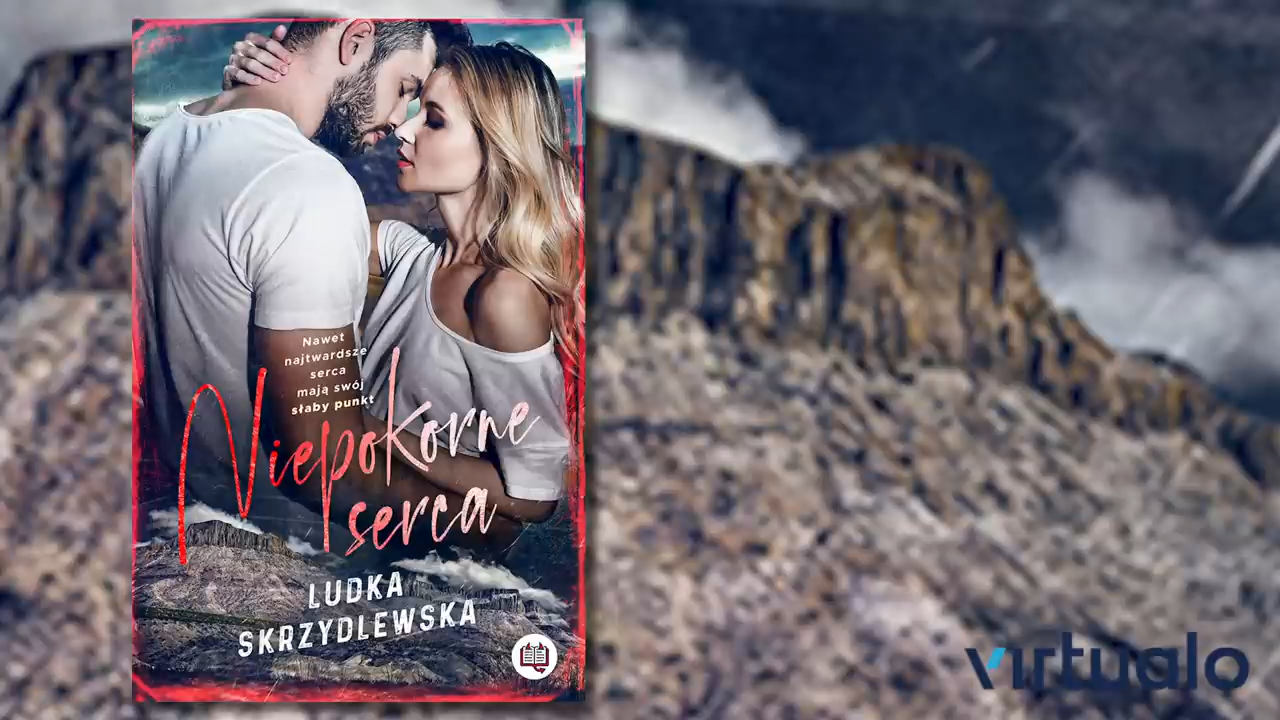 Nawet
najtwardsze
serca
mają swój
słaby punkt
Niepokorne
serca
LUDKA
SKRZYDLEWSKA
virtualo